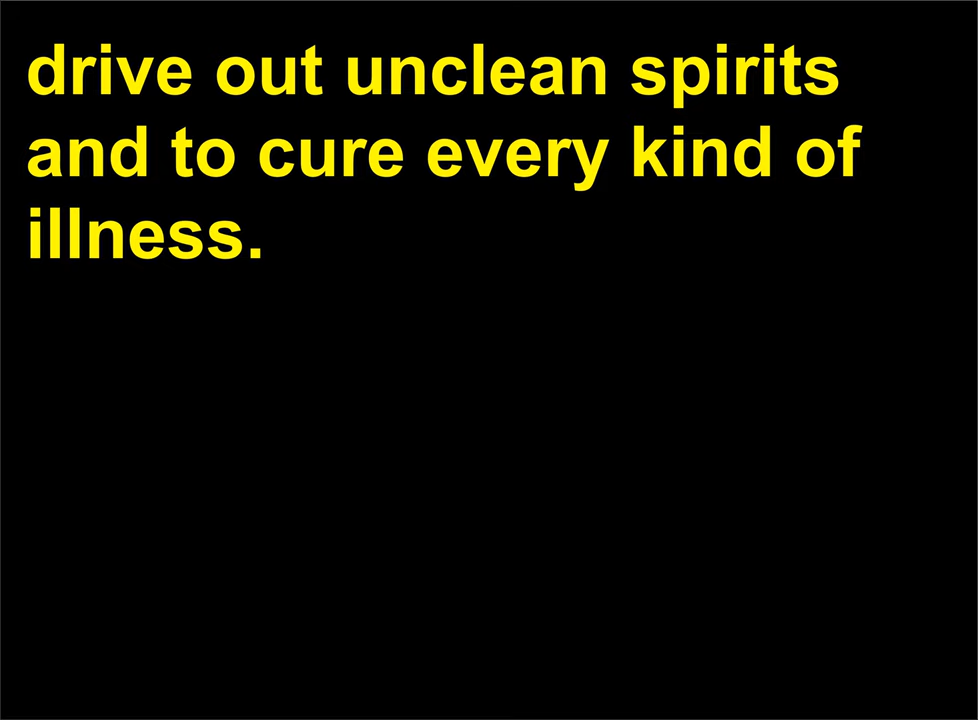 drive out unclean spirits
and to cure every kind of
illness.